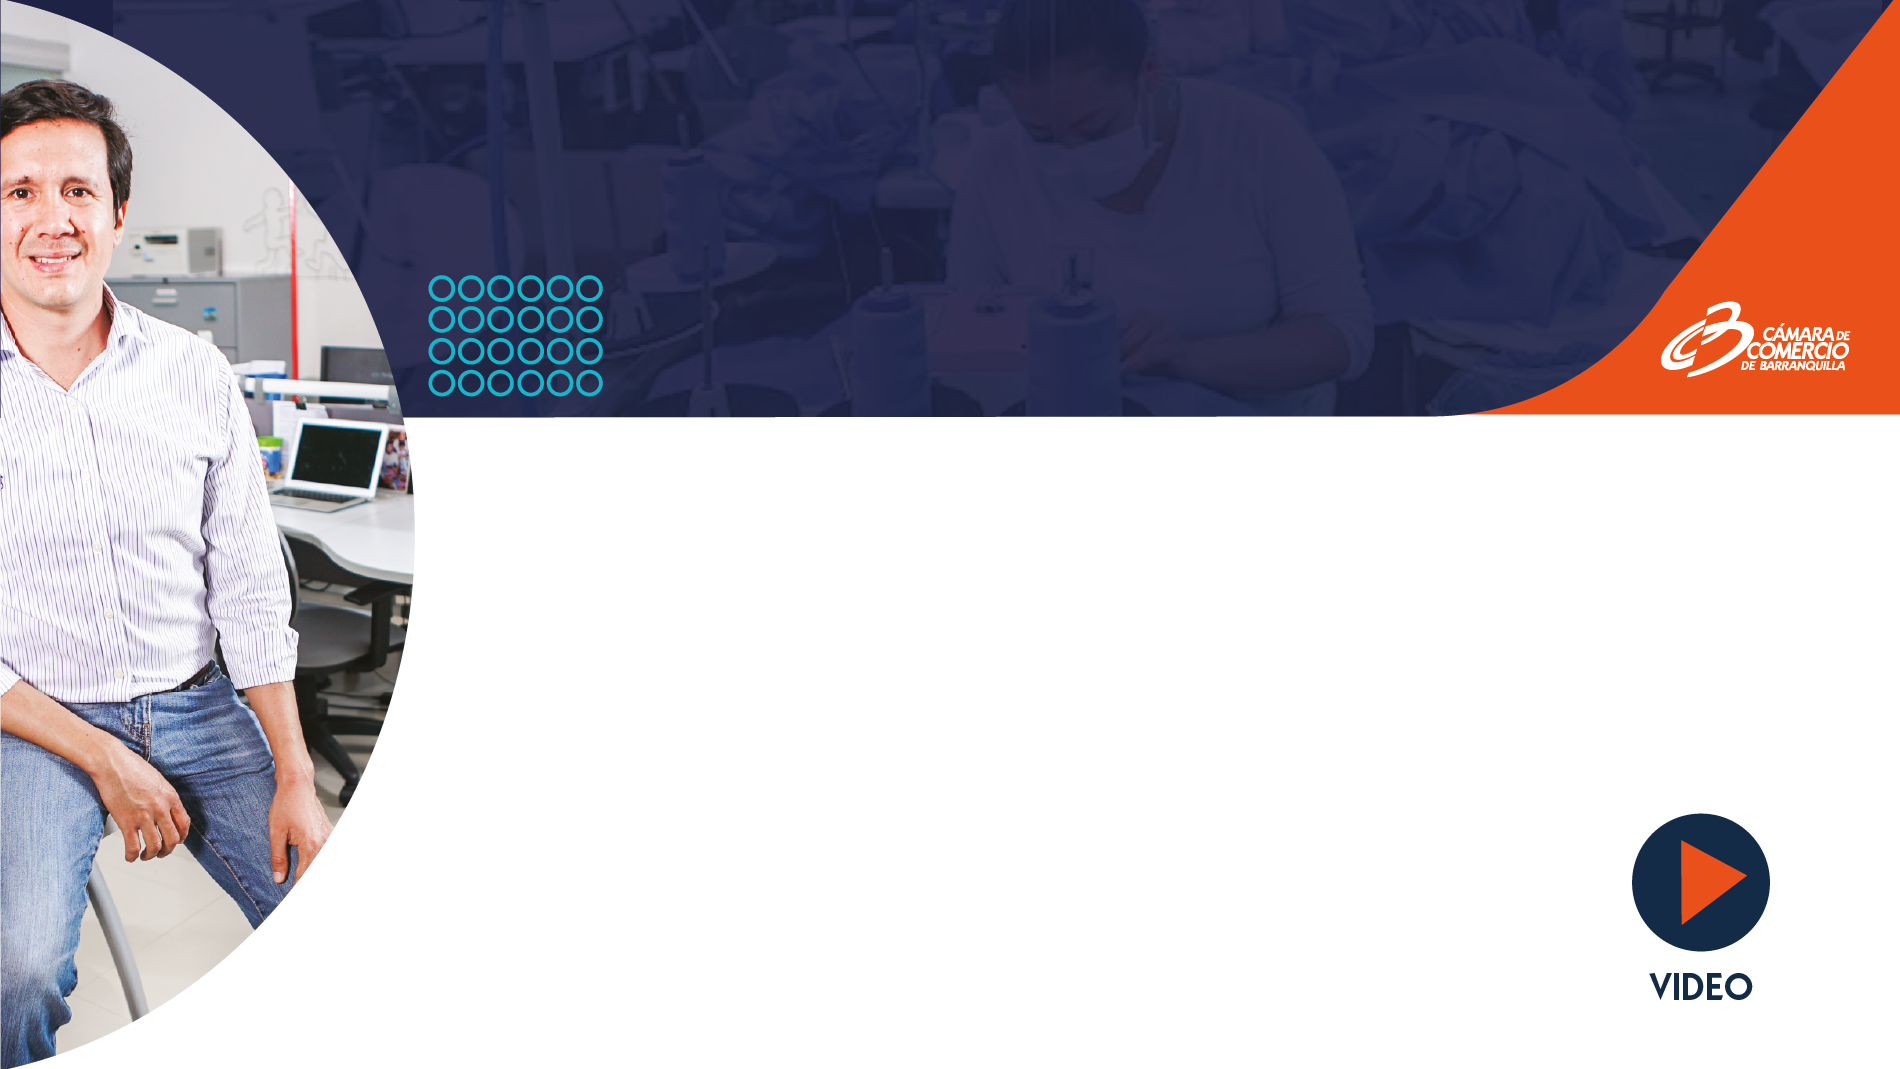 CÁMARA DE
COMERCIO
DE BARRANQUILLA
VIDEO